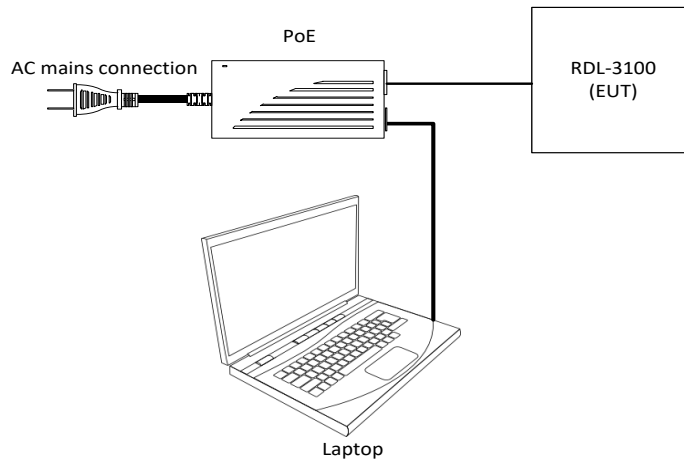 PoE
AC mains connection
RDL-3100
(EUT)
Laptop